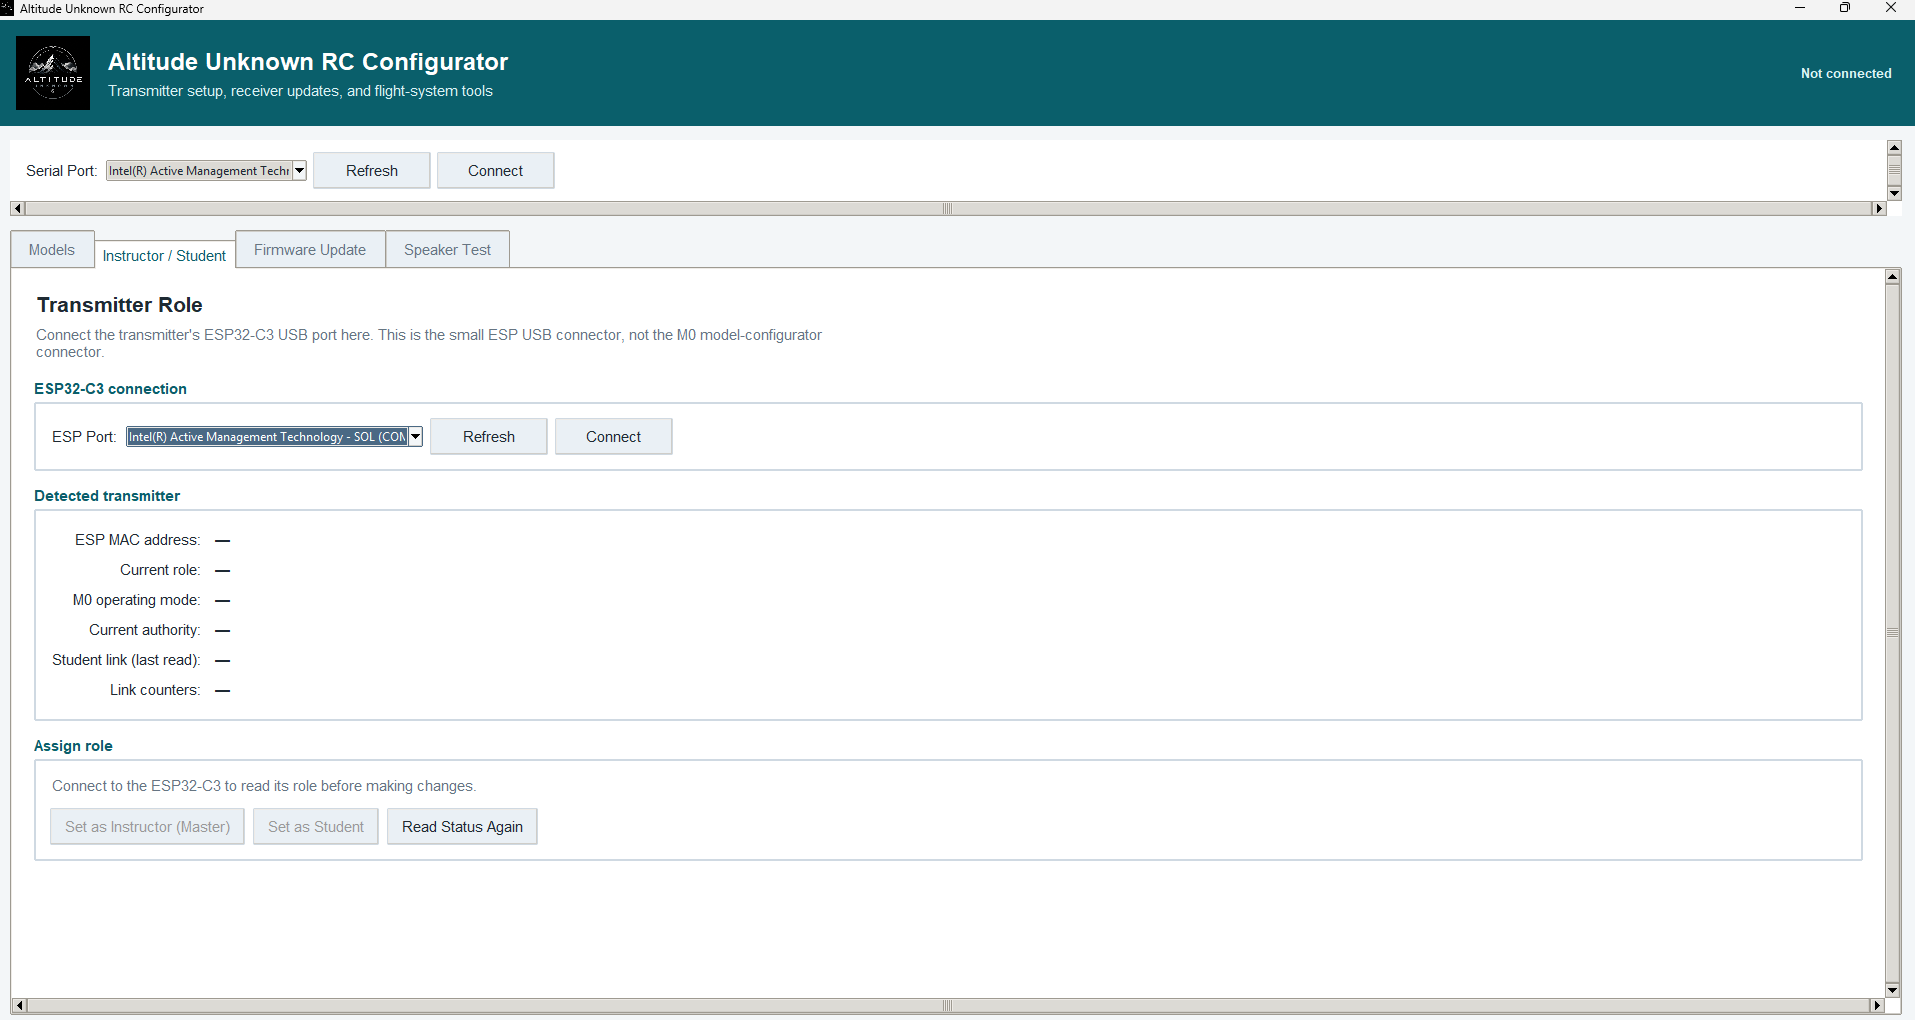 Altitude Unknown RC Configurator
ALTITUDE
Altitude Unknown RC Configurator
Transmitter setup, receiver updates, and flight-system tools
Not connected
Serial Port: Intel(R) Active Management Techr Refresh Connect
Models Instructor / Student Firmware Update Speaker Test
Transmitter Role
Connect the transmitter's ESP32-C3 USB port here. This is the small ESP USB connector, not the M0 model-configurator
connector.
ESP32-C3 connection
ESP Port: Intel(R) Active Management Technology - SOL (COM Refresh Connect
Detected transmitter
ESP MAC address: —
Current role: —
M0 operating mode: —
Current authority: —
Student link (last read): —
Link counters: —
Assign role
Connect to the ESP32-C3 to read its role before making changes.
Set as Instructor (Master) Set as Student Read Status Again